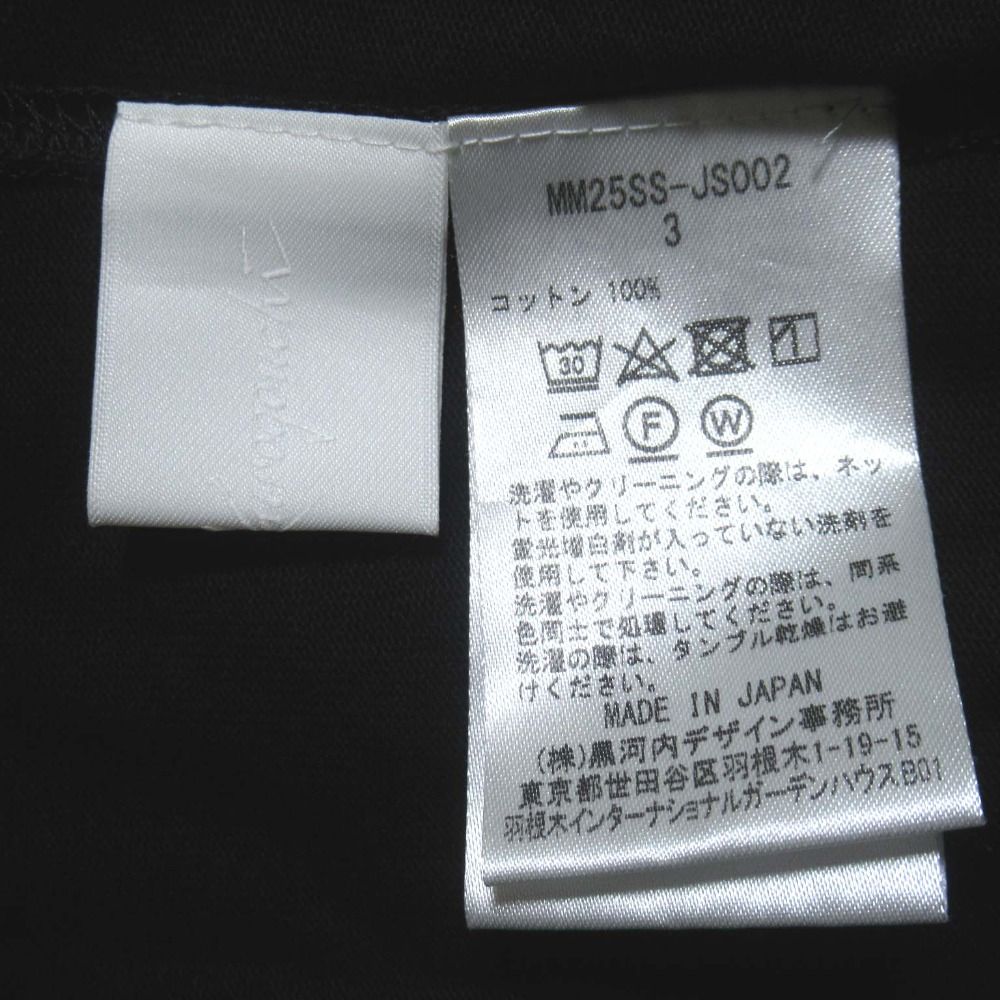 MM25SS-JS002
3
コットン 100%
30
F W
洗濯やクリーニングの際は、ネッ
トを使用してください。
蛍光増白剤が入っていない洗剤を
使用して下さい。
洗濯やクリーニングの際は、同系
色同士で処理してください。
洗濯の際は、タンブル乾燥はお避
けください。
MADE IN JAPAN
(株)黒河内デザイン事務所
東京都世田谷区羽根木1-19-15
羽根木インターナショナルガーデンハウスB01